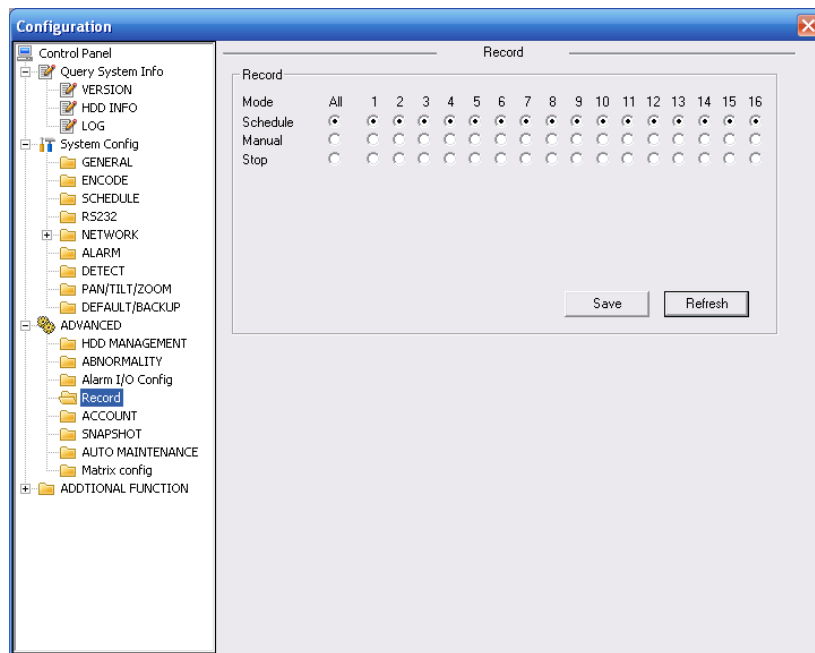 Configuration
Control Panel
Query System Info
VERSION
HDD INFO
LOG
System Config
GENERAL
ENCODE
SCHEDULE
RS232
NETWORK
ALARM
DETECT
PAN/TILT/ZOOM
DEFAULT/BACKUP
ADVANCED
HDD MANAGEMENT
ABNORMALITY
Alarm I/O Config
Record
ACCOUNT
SNAPSHOT
AUTO MAINTENANCE
Matrix config
ADDTIONAL FUNCTION
Record
Record
Mode All 1 2 3 4 5 6 7 8 9 10 11 12 13 14 15 16
Schedule
Manual
Stop
Save Refresh